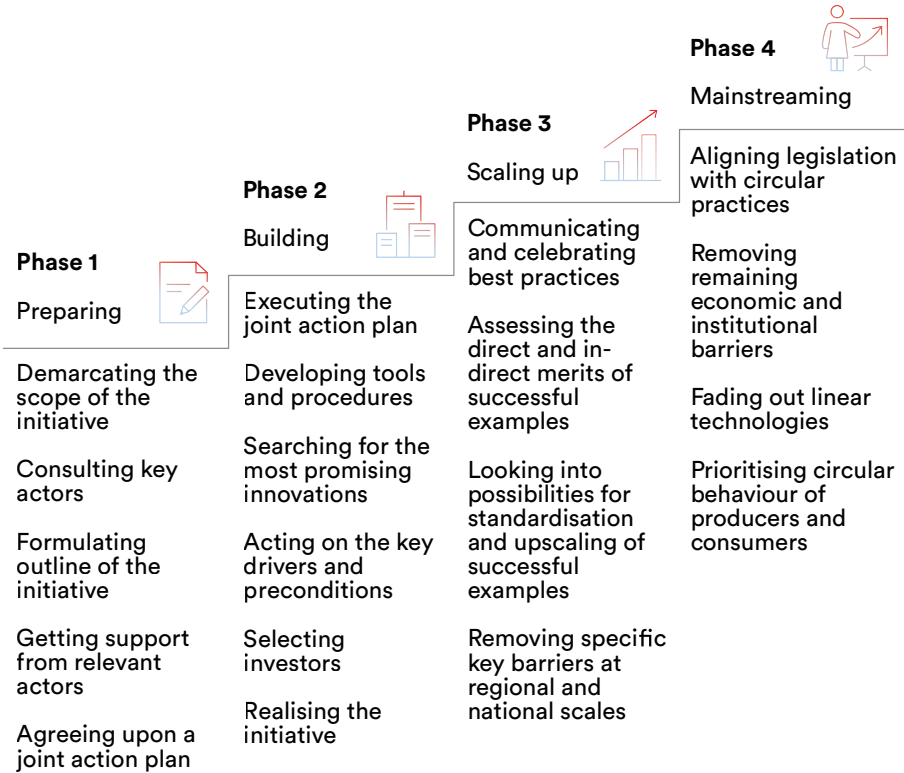 Phase 1
Preparing
Demarcating the
scope of the
initiative
Consulting key
actors
Formulating
outline of the
initiative
Getting support
from relevant
actors
Agreeing upon a
joint action plan
Phase 2
Building
Executing the
joint action plan
Developing tools
and procedures
Searching for the
most promising
innovations
Acting on the key
drivers and
preconditions
Selecting
investors
Realising the
initiative
Phase 3
Scaling up
Communicating
and celebrating
best practices
Assessing the
direct and in-
direct merits of
successful
examples
Looking into
possibilities for
standardisation
and upscaling of
successful
examples
Removing specific
key barriers at
regional and
national scales
Phase 4
Mainstreaming
Aligning legislation
with circular
practices
Removing
remaining
economic and
institutional
barriers
Fading out linear
technologies
Prioritising circular
behaviour of
producers and
consumers